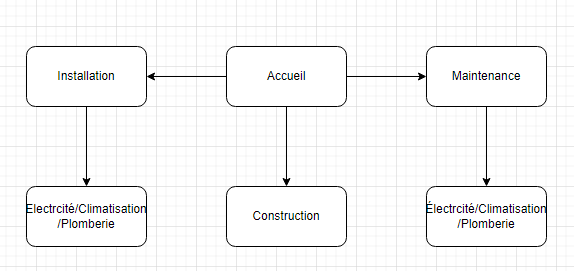 Installation
Accueil
Maintenance
Electrcité/Climatisation
/Plomberie
Construction
Électrcité/Climatisation
/Plomberie